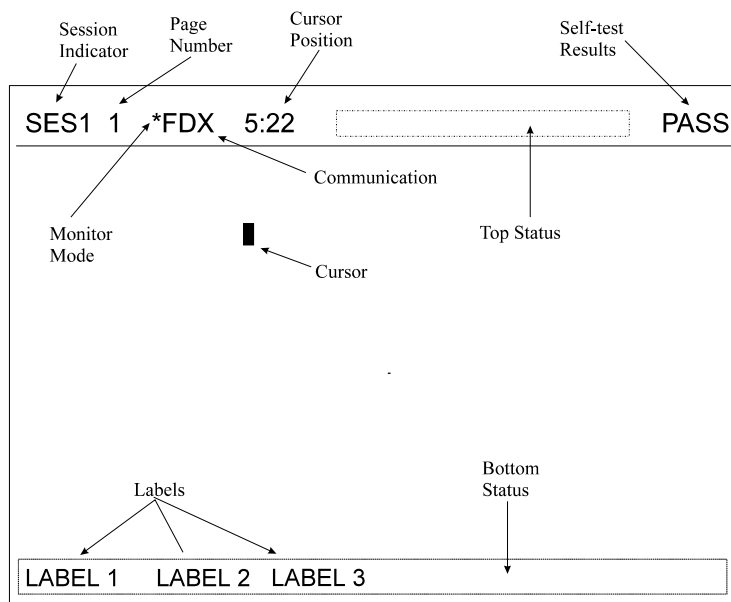 Session
Indicator
Page
Number
Cursor
Position
Self-test
Results
SES1 1 *FDX 5:22 PASS
Communication
Monitor
Mode
Top Status
Cursor
Bottom
Status
Labels
LABEL 1 LABEL 2 LABEL 3